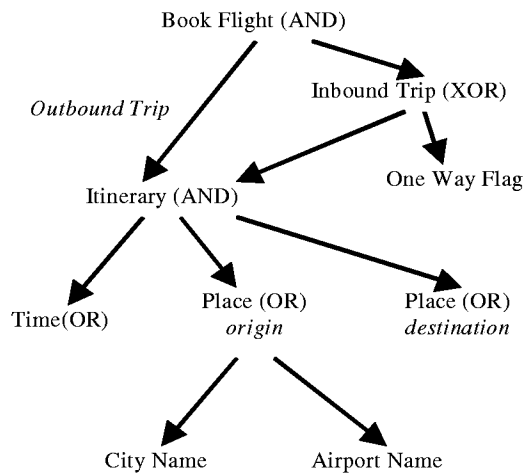 Book Flight (AND)
Inbound Trip (XOR)
Outbound Trip
One Way Flag
Itinerary (AND)
Time(OR)
Place (OR)
origin
Place (OR)
destination
City Name
Airport Name